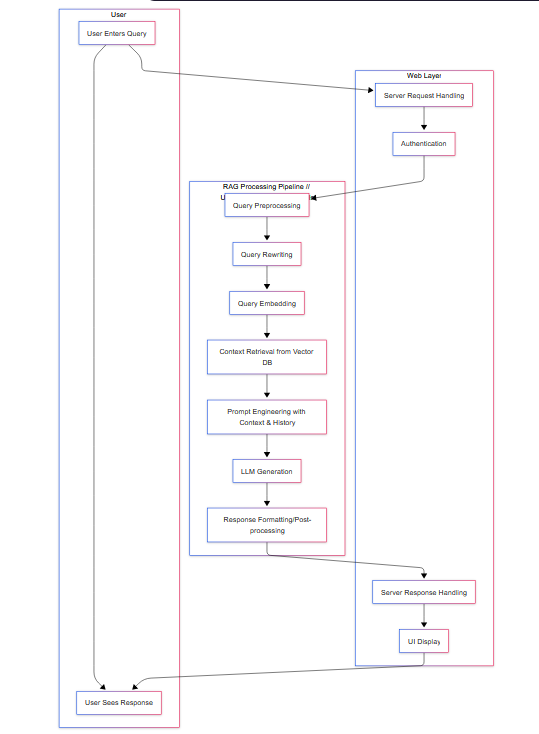 User
User Enters Query
Web Layer
Server Request Handling
Authentication
RAG Processing Pipeline //
Query Preprocessing
Query Rewriting
Query Embedding
Context Retrieval from Vector
DB
Prompt Engineering with
Context & History
LLM Generation
Response Formatting/Post-
processing
Server Response Handling
UI Display
User Sees Response